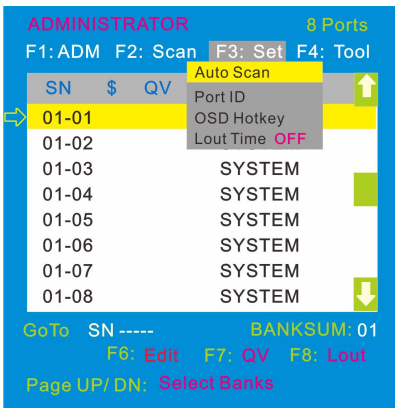 ADMINISTRATOR 8 Ports
F1: ADM F2: Scan F3: Set F4: Tool
Auto Scan
SN $ QV
Port ID
01-01
OSD Hotkey
01-02
Lout Time OFF
01-03 SYSTEM
01-04 SYSTEM
01-05 SYSTEM
01-06 SYSTEM
01-07 SYSTEM
01-08 SYSTEM
GoTo SN ----- BANKSUM: 01
F6: Edit F7: QV F8: Lout
Page UP/ DN: Select Banks